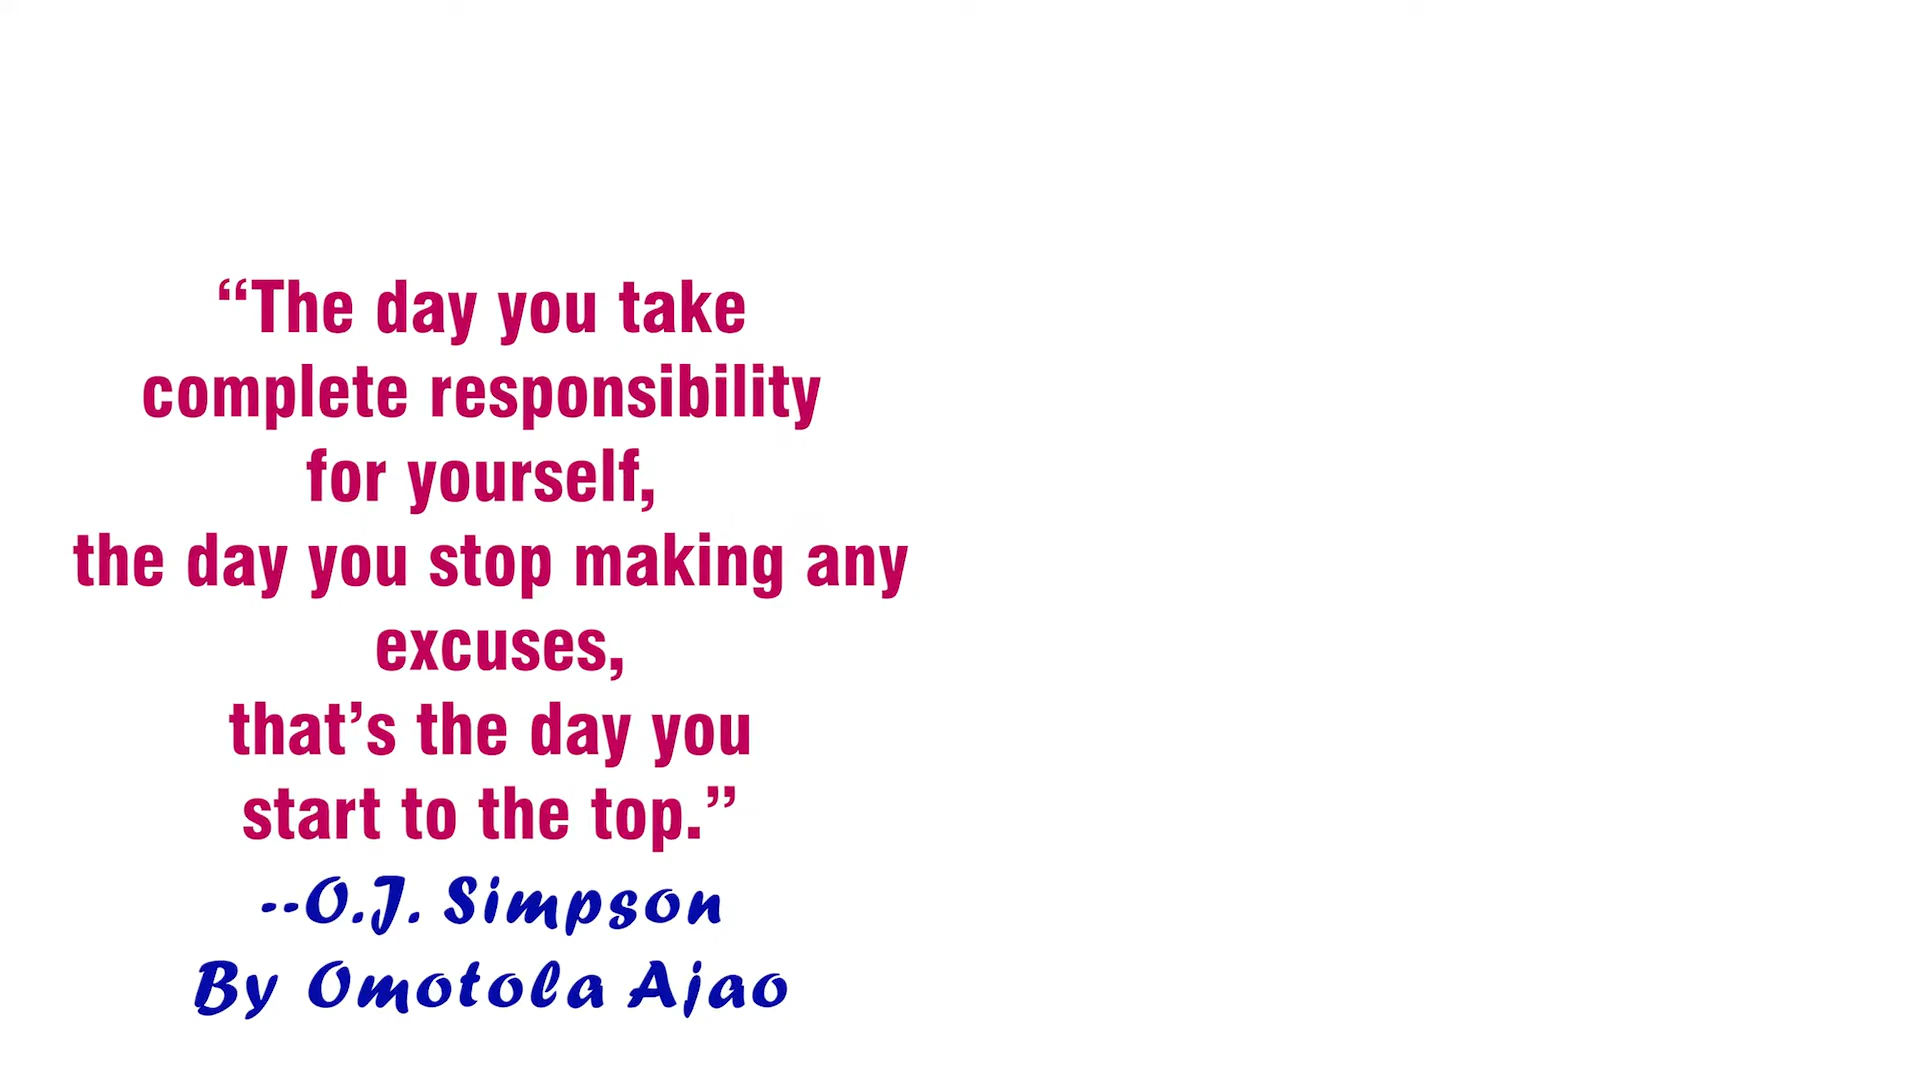 “The day you take
complete responsibility
for yourself,
the day you stop making any
excuses,
that’s the day you
start to the top.”
--O.J. Simpson
By Omotola Ajao